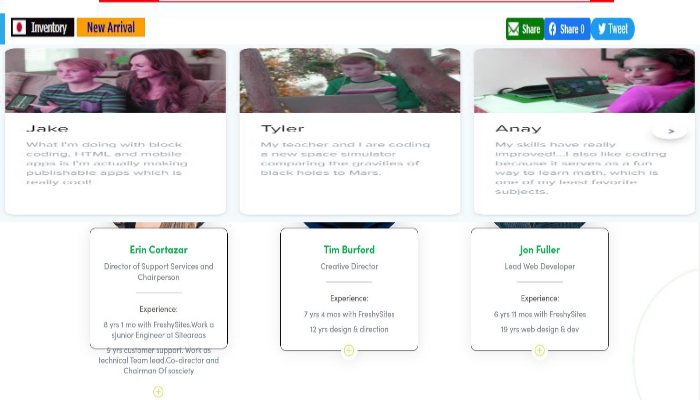 Inventory
New Arrival
Share
Share 0
Tweet
Jake
What I'm doing with block
coding, HTML and mobile
apps is I'm actually making
publishable apps which is
really cool!
Tyler
My teacher and I are coding
a new space simulator
comparing the gravities of
black holes to Mars.
Anay
My skills have really
improved!...I also like coding
because it serves as a fun
way to learn math, which is
one of my least favorite
subjects.
>
Erin Cortazar
Director of Support Services and
Chairperson
Experience:
8 yrs 1 mo with FreshySites.Work a
sjunior Engineer at Siteareas
5 yrs customer support. Work as
technical Team lead.Co-director and
Chairman Of sosciety
Tim Burford
Creative Director
Experience:
7 yrs 4 mos with FreshySites
12 yrs design & direction
Jon Fuller
Lead Web Developer
Experience:
6 yrs 11 mos with FreshySites
19 yrs web design & dev